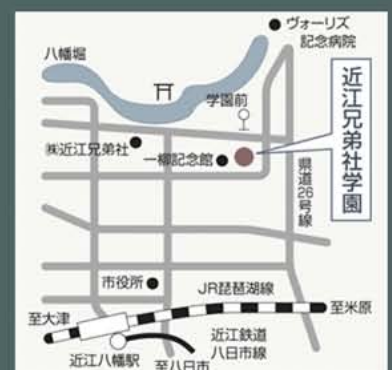 ヴォーリズ
記念病院
八幡堀
学園前
近江兄弟社学園
㈱近江兄弟社
一柳記念館
県道26号線
市役所
JR琵琶湖線
至大津
至米原
近江鉄道
八日市線
近江八幡駅
至八日市